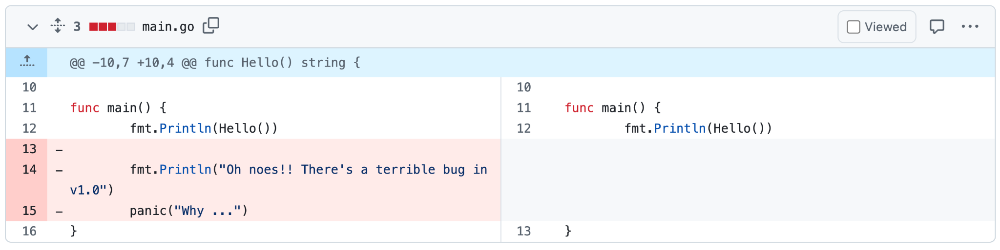 3 main.go Viewed
@@ -10,7 +10,4 @@ func Hello() string {
10
11 func main() {
12 fmt.Println(Hello())
13 -
14 - fmt.Println("Oh noes!! There's a terrible bug in
v1.0")
15 - panic("Why ...")
16 }
10
11 func main() {
12 fmt.Println(Hello())
13 }